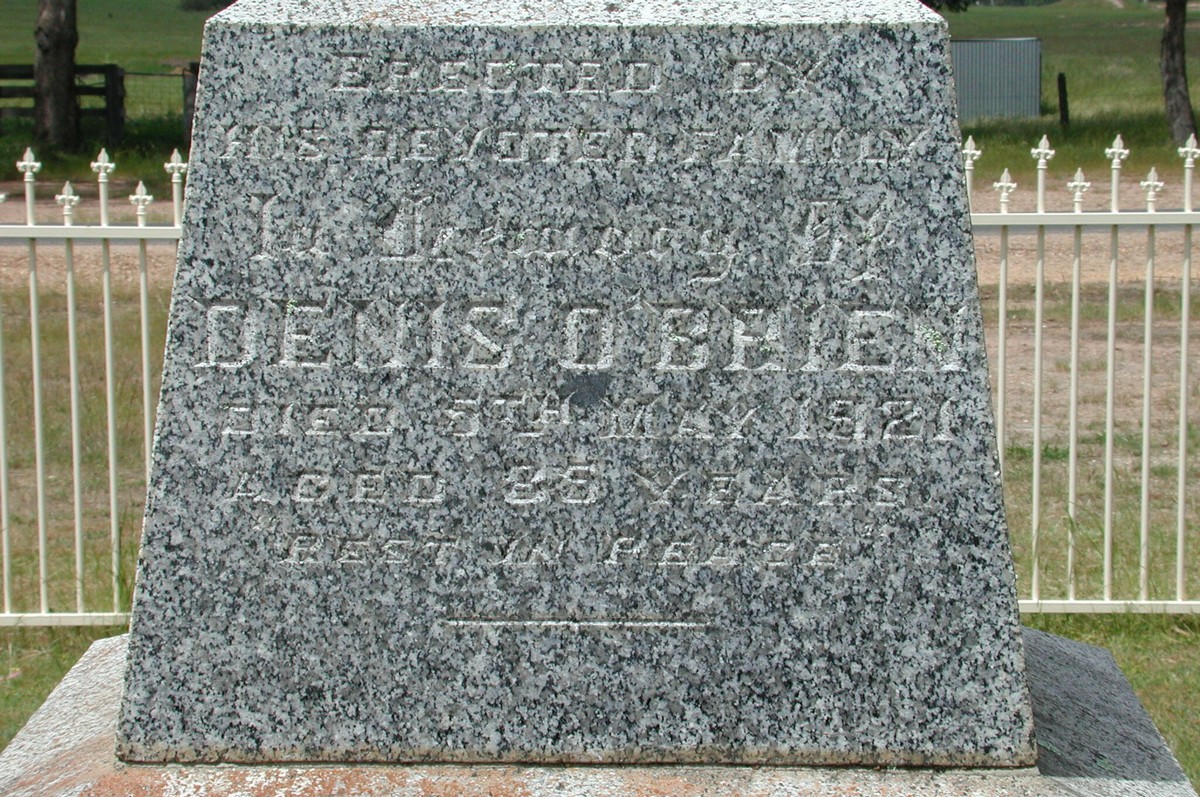 ERECTED BY
HIS DEVOTED FAMILY
In Memory of
DENIS O'BRIEN
DIED 5TH MAY 1921
AGED 85 YEARS
"REST IN PEACE"